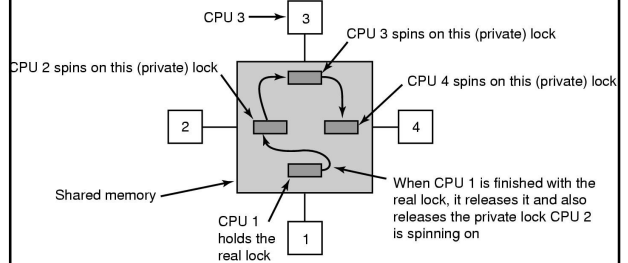 CPU 3
3
CPU 3 spins on this (private) lock
CPU 2 spins on this (private) lock
CPU 4 spins on this (private) lock
2
4
Shared memory
When CPU 1 is finished with the
real lock, it releases it and also
releases the private lock CPU 2
is spinning on
CPU 1
holds the
real lock
1